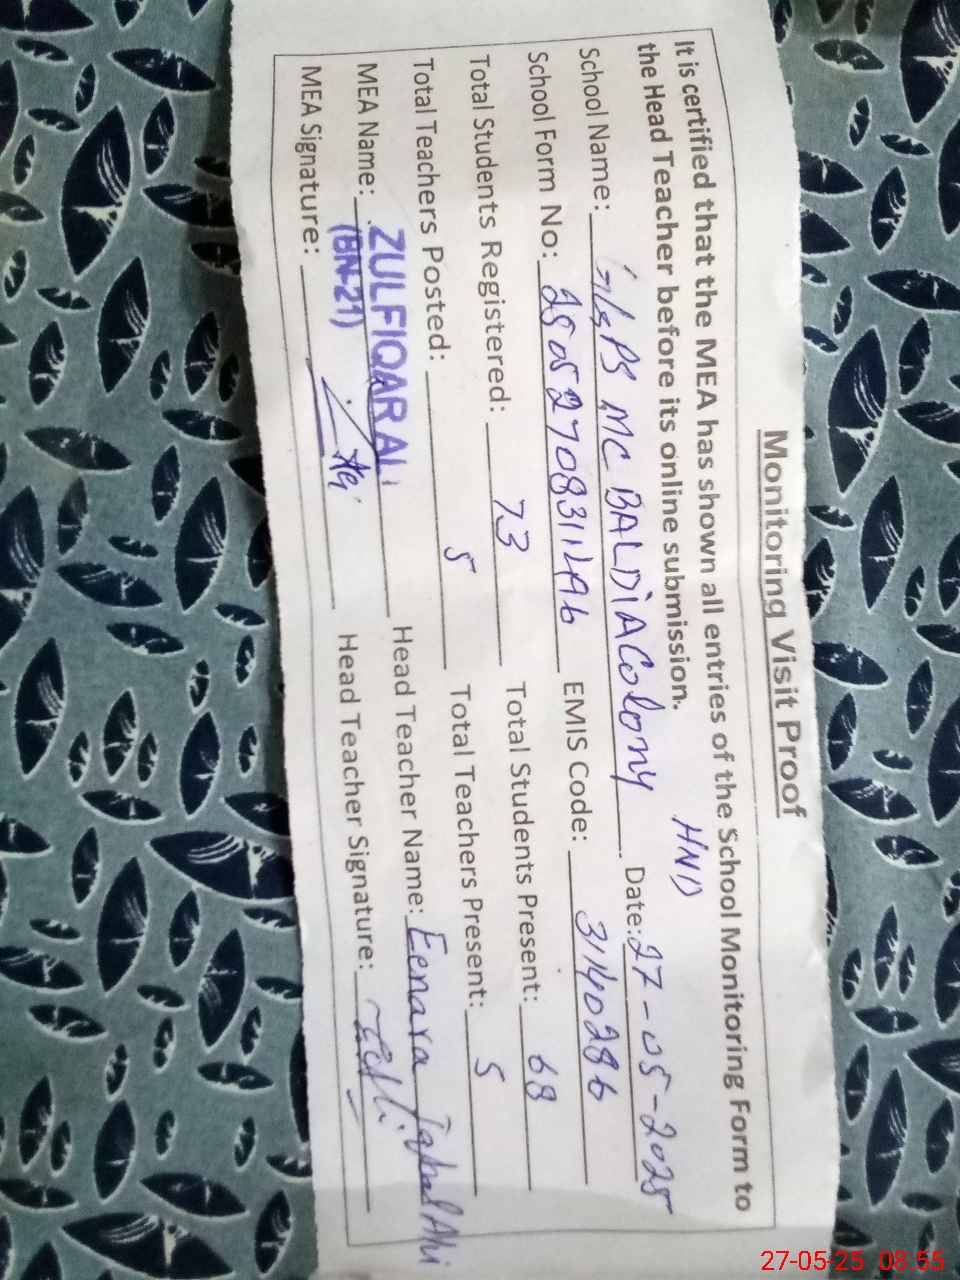 Monitoring Visit Proof
It is certified that the MEA has shown all entries of the School Monitoring Form to
the Head Teacher before its online submission.
HND
School Name: GGPS MC BALDIA Colony Date: 27-05-2025
School Form No: EMIS Code: 31140286
Total Students Registered: 73 Total Students Present: 68
Total Teachers Posted: 5 Total Teachers Present: 5
MEA Name: ZULFIQAR ALI Head Teacher Name: Iqbal
(BN-21)
MEA Signature: Head Teacher Signature:
27-05-25 08:55